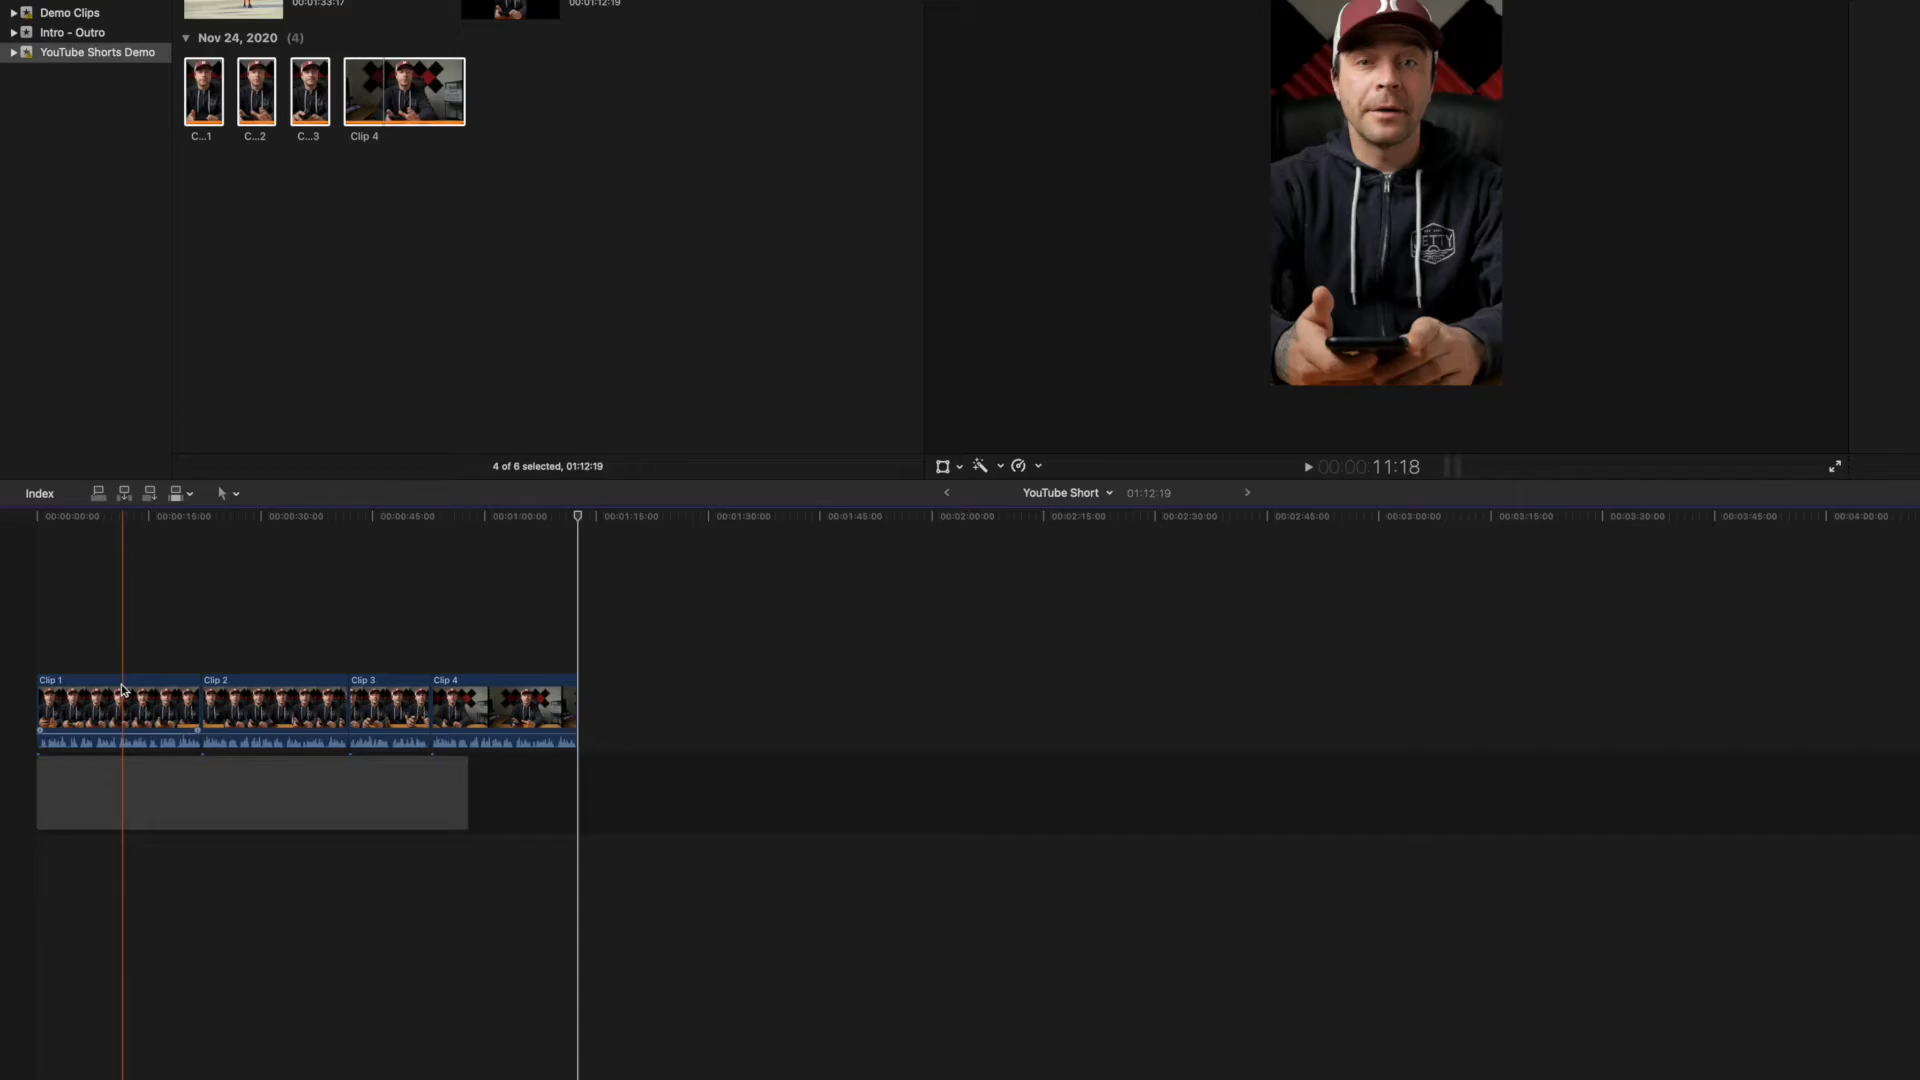 Demo Clips
Intro - Outro
YouTube Shorts Demo
00:01:33:17
00:01:12:19
Nov 24, 2020 (4)
C...1
C...2
C...3
Clip 4
4 of 6 selected, 01:12:19
00:00:11:18
Index
YouTube Short
01:12:19
00:00:00:00
00:00:15:00
00:00:30:00
00:00:45:00
00:01:00:00
00:01:15:00
00:01:30:00
00:01:45:00
00:02:00:00
00:02:15:00
00:02:30:00
00:02:45:00
00:03:00:00
00:03:15:00
00:03:30:00
00:03:45:00
00:04:00:00
Clip 1
Clip 2
Clip 3
Clip 4